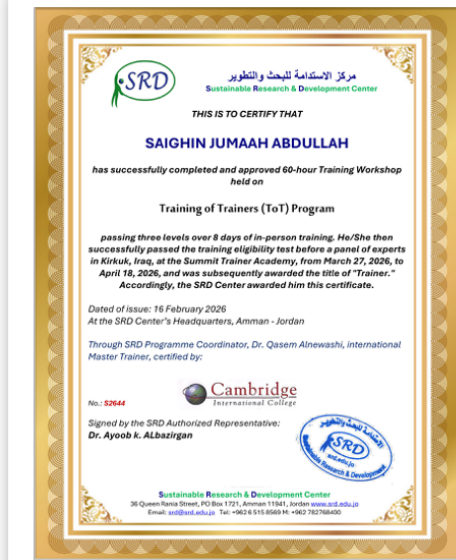 SRD
مركز الاستدامة للبحث والتطوير
Sustainable Research & Development Center
THIS IS TO CERTIFY THAT
SAIGHIN JUMAAH ABDULLAH
has successfully completed and approved 60-hour Training Workshop
held on
Training of Trainers (ToT) Program
passing three levels over 8 days of in-person training. He/She then
successfully passed the training eligibility test before a panel of experts
in Kirkuk, Iraq, at the Summit Trainer Academy, from March 27, 2026, to
April 18, 2026, and was subsequently awarded the title of "Trainer."
Accordingly, the SRD Center awarded him this certificate.
Dated of issue: 16 February 2026
At the SRD Center's Headquarters, Amman - Jordan
Through SRD Programme Coordinator, Dr. Qasem Alnewashi, international
Master Trainer, certified by:
Cambridge
International College
No.: S2644
Signed by the SRD Authorized Representative:
Dr. Ayoob k. ALbazirgan
الاستدامة للبحث والتطوير
SRD
srd.edu.jo
Sustainable Research & Development
Sustainable Research & Development Center
36 Queen Rania Street, PO Box 1721, Ammen 11941, Jordan www.srd.edu.jo
Email: srd@srd.edu.jo Tel: +962 6 515 8569 M: +962 782768400